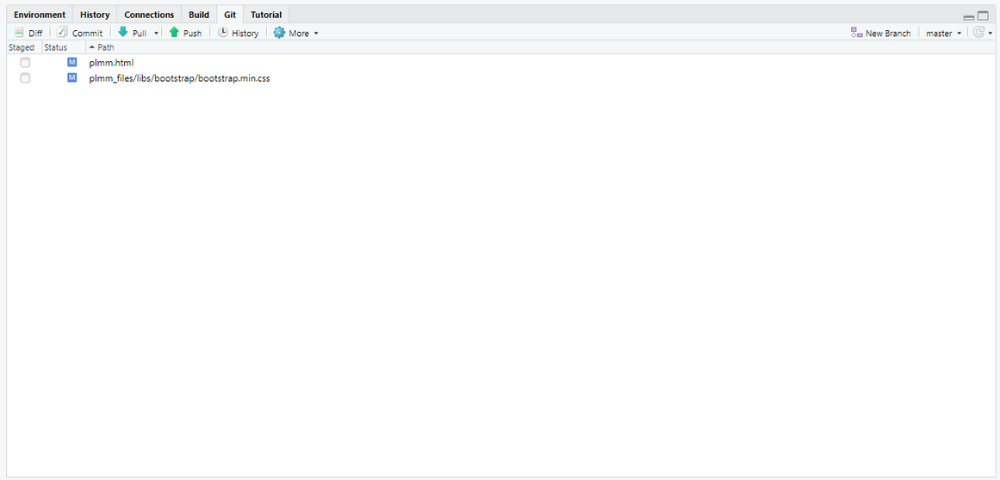 Environment History Connections Build Git Tutorial
Diff Commit Pull Push History More New Branch master
Staged Status Path
M plmm.html
M plmm_files/libs/bootstrap/bootstrap.min.css